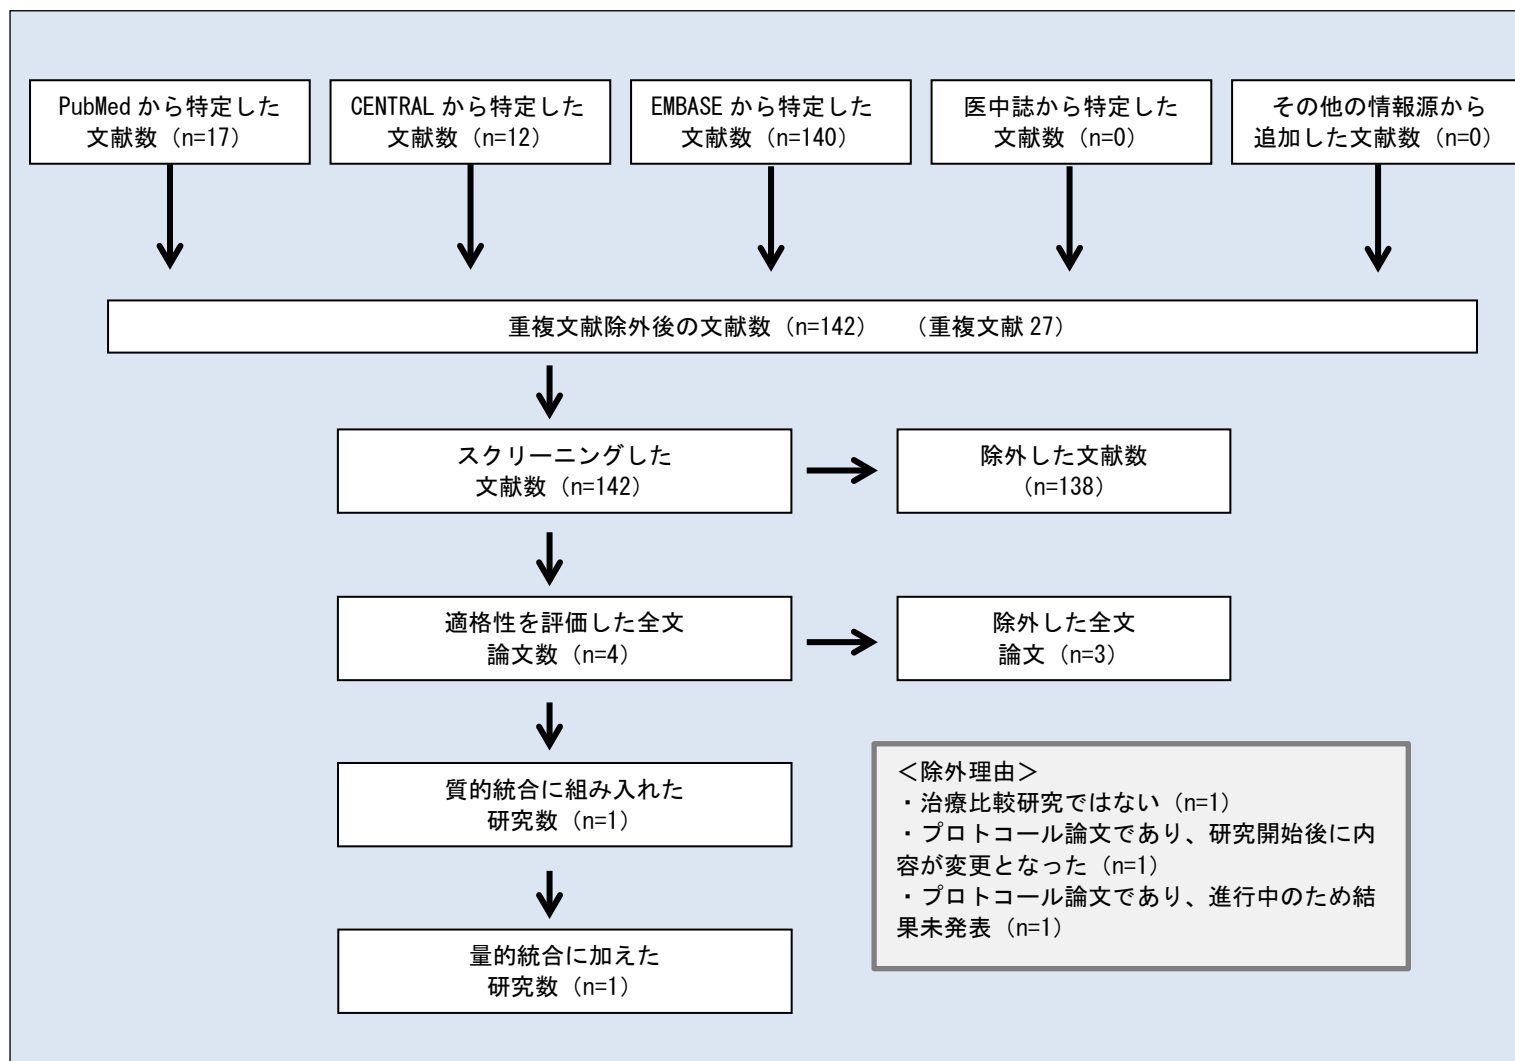 PubMed から特定した
文献数（n=17）
CENTRAL から特定した
文献数（n=12）
EMBASE から特定した
文献数（n=140）
医中誌から特定した
文献数（n=0）
その他の情報源から
追加した文献数（n=0）
重複文献除外後の文献数（n=142）　（重複文献 27）
スクリーニングした
文献数（n=142）
除外した文献数
（n=138）
適格性を評価した全文
論文数（n=4）
除外した全文
論文（n=3）
質的統合に組み入れた
研究数（n=1）
＜除外理由＞
・治療比較研究ではない（n=1）
・プロトコール論文であり、研究開始後に内
容が変更となった（n=1）
・プロトコール論文であり、進行中のため結
果未発表（n=1）
量的統合に加えた
研究数（n=1）